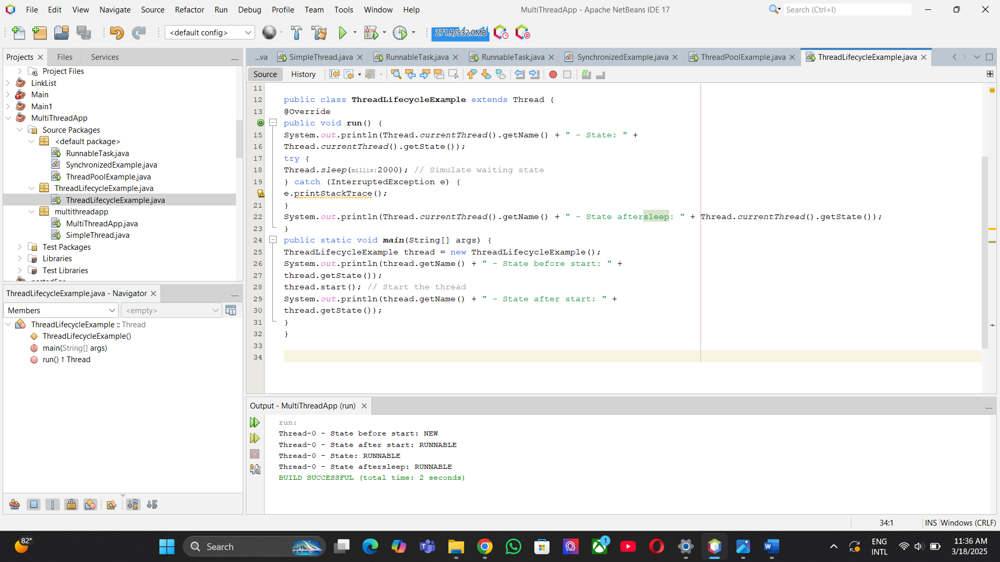 File Edit View Navigate Source Refactor Run Debug Profile Team Tools Window Help
MultiThreadApp - Apache NetBeans IDE 17
Search (Ctrl+I)
<default config>
271.9/532.0MB
Projects Files Services
Project Files
LinkList
Main
Main1
MultiThreadApp
Source Packages
<default package>
RunnableTask.java
SynchronizedExample.java
ThreadPoolExample.java
ThreadLifecycleExample.java
ThreadLifecycleExample.java
multithreadapp
MultiThreadApp.java
SimpleThread.java
Test Packages
Libraries
Test Libraries
nestedFor
ThreadLifecycleExample.java - Navigator
Members <empty>
ThreadLifecycleExample :: Thread
ThreadLifecycleExample()
main(String[] args)
run() ↑ Thread
...va SimpleThread.java RunnableTask.java RunnableTask.java SynchronizedExample.java ThreadPoolExample.java ThreadLifecycleExample.java
Source History
11
12 public class ThreadLifecycleExample extends Thread {
13 @Override
public void run() {
15 System.out.println(Thread.currentThread().getName() + " - State: " +
16 Thread.currentThread().getState());
17 try {
18 Thread.sleep(millis:2000); // Simulate waiting state
19 } catch (InterruptedException e) {
e.printStackTrace();
21 }
22 System.out.println(Thread.currentThread().getName() + " - State aftersleep: " + Thread.currentThread().getState());
23 }
24 public static void main(String[] args) {
25 ThreadLifecycleExample thread = new ThreadLifecycleExample();
26 System.out.println(thread.getName() + " - State before start: " +
27 thread.getState());
28 thread.start(); // Start the thread
29 System.out.println(thread.getName() + " - State after start: " +
30 thread.getState());
31 }
32 }
33
34
Output - MultiThreadApp (run)
run:
Thread-0 - State before start: NEW
Thread-0 - State after start: RUNNABLE
Thread-0 - State: RUNNABLE
Thread-0 - State aftersleep: RUNNABLE
BUILD SUCCESSFUL (total time: 2 seconds)
34:1 INS Windows (CRLF)
82°
Search
1
ENG
INTL
11:36 AM
3/18/2025